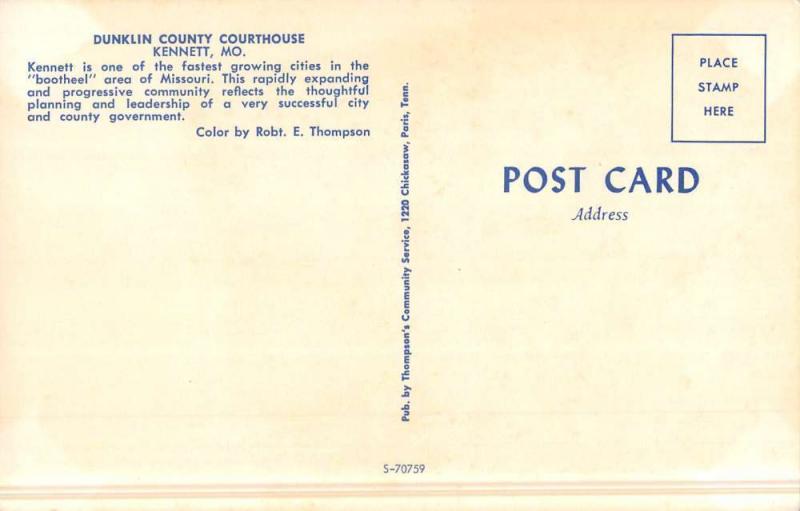 DUNKLIN COUNTY COURTHOUSE
KENNETT, MO.
Kennett is one of the fastest growing cities in the
"bootheel" area of Missouri. This rapidly expanding
and progressive community reflects the thoughtful
planning and leadership of a very successful city
and county government.
Color by Robt. E. Thompson
Pub. by Thompson's Community Service, 1220 Chickasaw, Paris, Tenn.
PLACE
STAMP
HERE
POST CARD
Address
S-70759